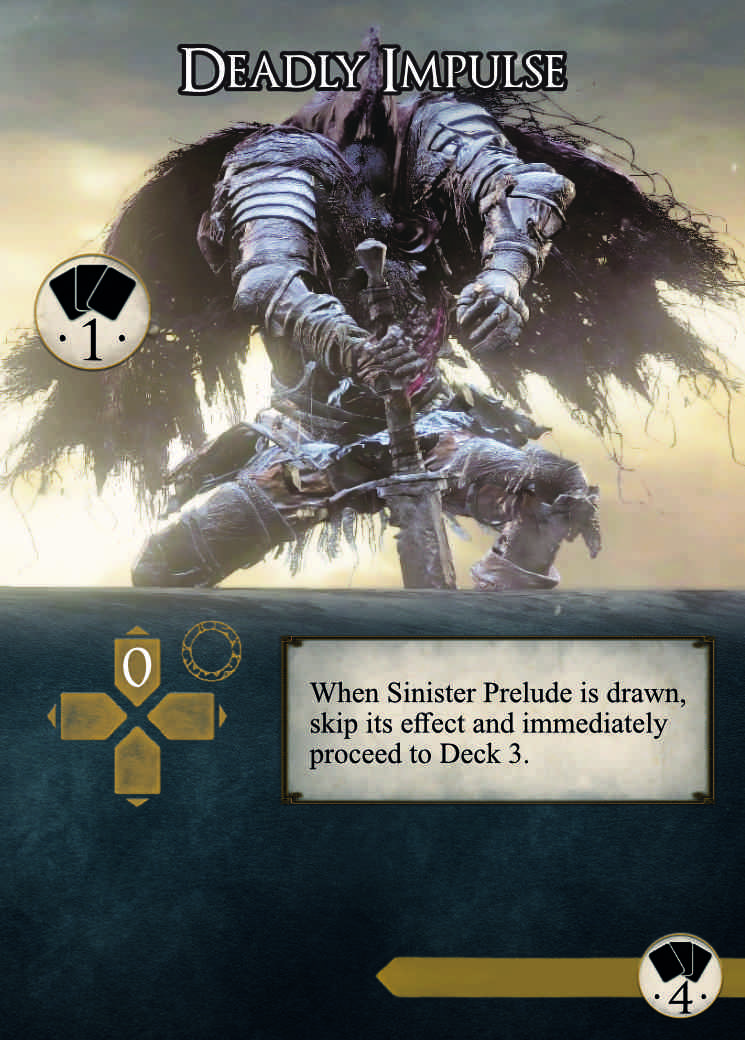 DEADLY IMPULSE
· 1 ·
0
When Sinister Prelude is drawn,
skip its effect and immediately
proceed to Deck 3.
· 4 ·